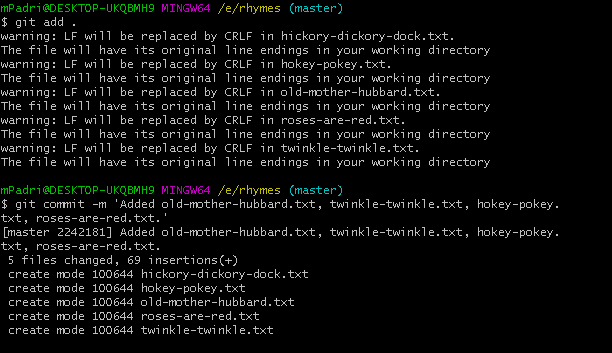 mPadri@DESKTOP-UKQBMH9 MINGW64 /e/rhymes (master)
$ git add .
warning: LF will be replaced by CRLF in hickory-dickory-dock.txt.
The file will have its original line endings in your working directory
warning: LF will be replaced by CRLF in hokey-pokey.txt.
The file will have its original line endings in your working directory
warning: LF will be replaced by CRLF in old-mother-hubbard.txt.
The file will have its original line endings in your working directory
warning: LF will be replaced by CRLF in roses-are-red.txt.
The file will have its original line endings in your working directory
warning: LF will be replaced by CRLF in twinkle-twinkle.txt.
The file will have its original line endings in your working directory
mPadri@DESKTOP-UKQBMH9 MINGW64 /e/rhymes (master)
$ git commit -m 'Added old-mother-hubbard.txt, twinkle-twinkle.txt, hokey-pokey.
txt, roses-are-red.txt.'
[master 2242181] Added old-mother-hubbard.txt, twinkle-twinkle.txt, hokey-pokey.
txt, roses-are-red.txt.
 5 files changed, 69 insertions(+)
 create mode 100644 hickory-dickory-dock.txt
 create mode 100644 hokey-pokey.txt
 create mode 100644 old-mother-hubbard.txt
 create mode 100644 roses-are-red.txt
 create mode 100644 twinkle-twinkle.txt